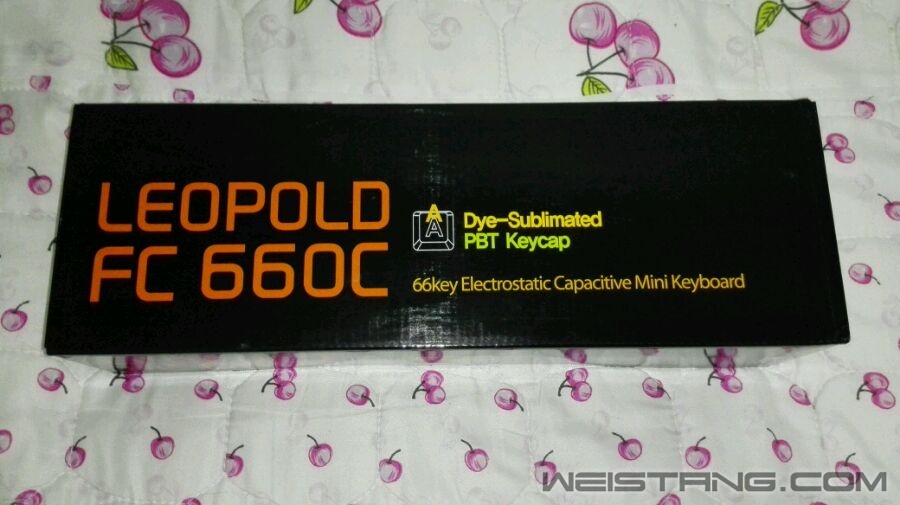 LEOPOLD
FC 660C
A
A
Dye-Sublimated
PBT Keycap
66key Electrostatic Capacitive Mini Keyboard
WEISTANG.COM